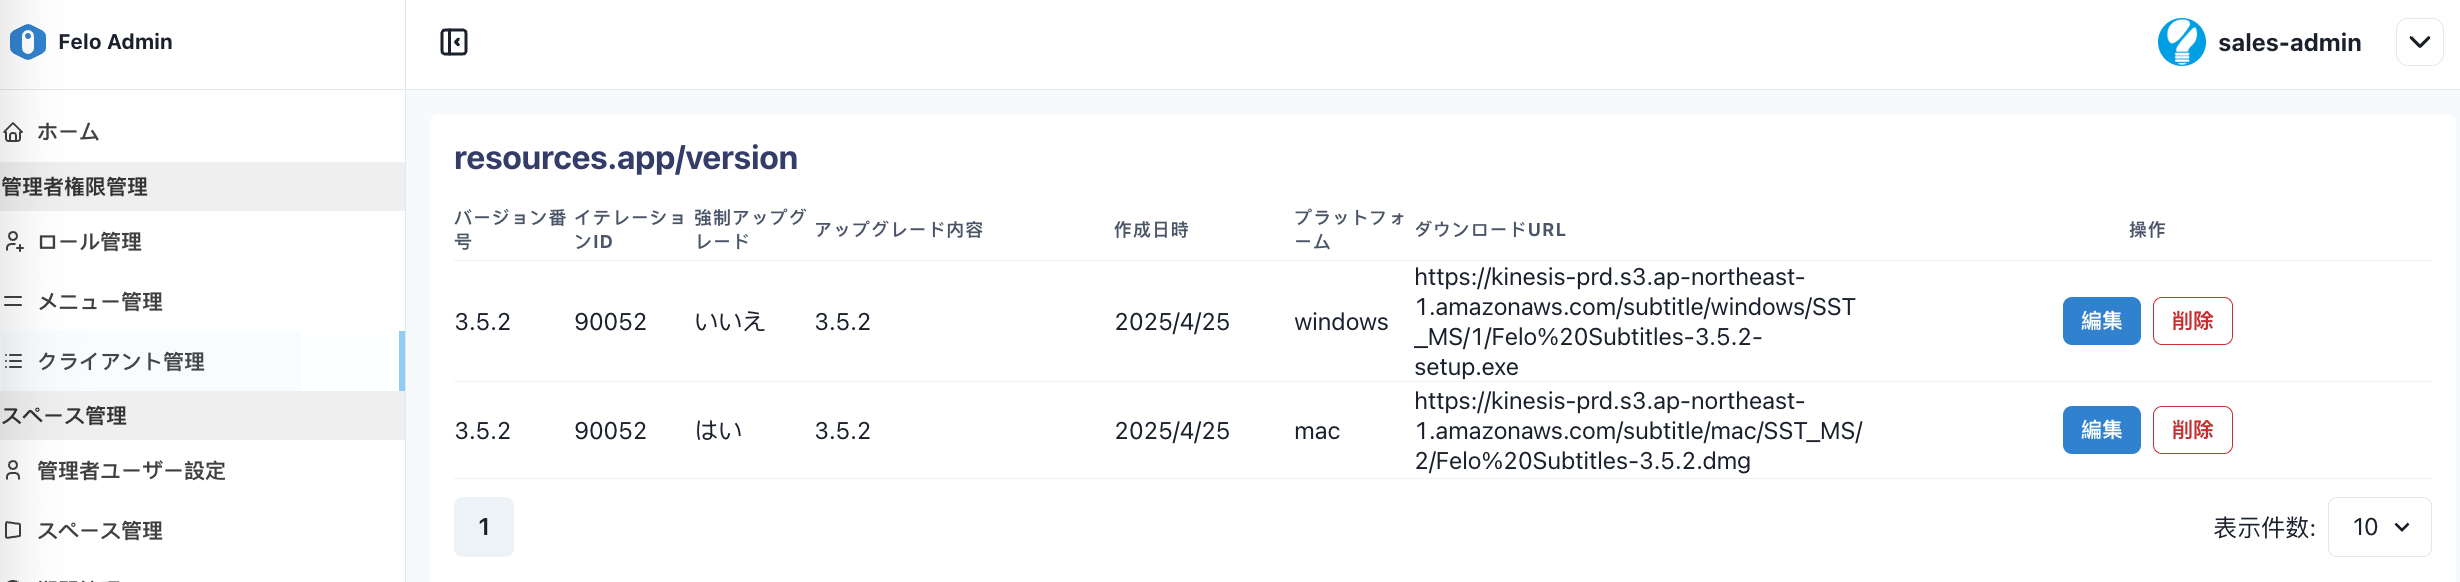 Felo Admin
sales-admin
ホーム
管理者権限管理
ロール管理
メニュー管理
クライアント管理
スペース管理
管理者ユーザー設定
スペース管理
resources.app/version
バージョン番
号
イテレーショ
ンID
強制アップグ
レード
アップグレード内容
作成日時
プラットフォ
ーム
ダウンロードURL
操作
3.5.2
90052
いいえ
3.5.2
2025/4/25
windows
https://kinesis-prd.s3.ap-northeast-
1.amazonaws.com/subtitle/windows/SST
_MS/1/Felo%20Subtitles-3.5.2-
setup.exe
編集
削除
3.5.2
90052
はい
3.5.2
2025/4/25
mac
https://kinesis-prd.s3.ap-northeast-
1.amazonaws.com/subtitle/mac/SST_MS/
2/Felo%20Subtitles-3.5.2.dmg
編集
削除
1
表示件数:
10